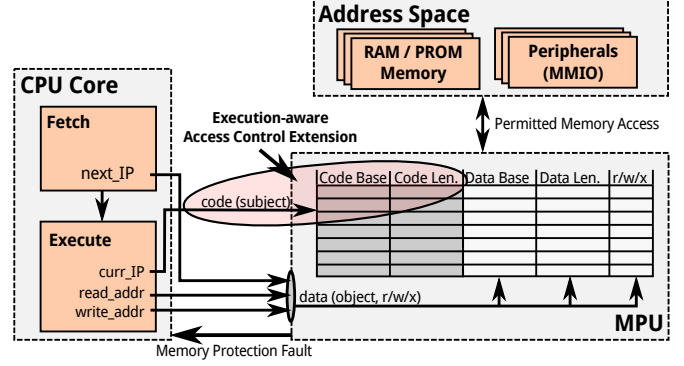 Address Space
RAM / PROM
Memory
Peripherals
(MMIO)
CPU Core
Fetch
next_IP
Execution-aware
Access Control Extension
Permitted Memory Access
Code Base Code Len. Data Base Data Len. r/w/x
code (subject)
Execute
curr_IP
read_addr
write_addr
data (object, r/w/x)
MPU
Memory Protection Fault